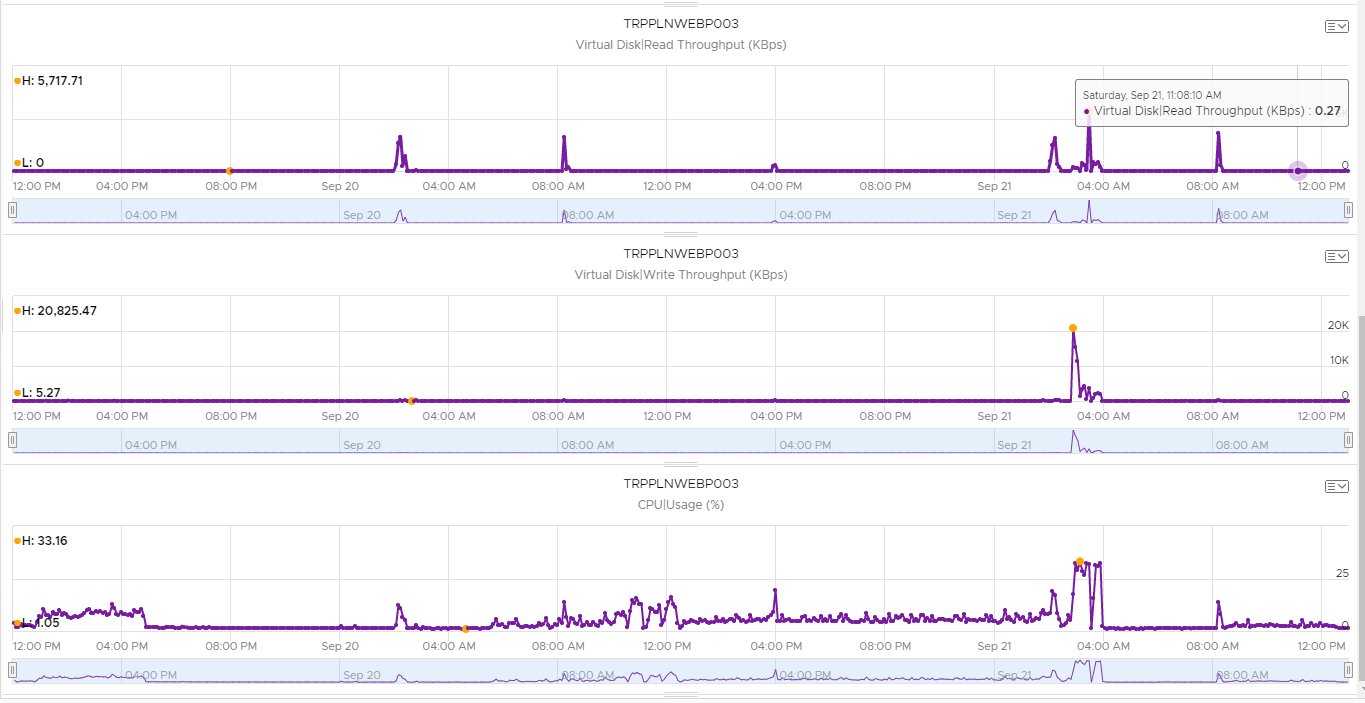 TRPPLNWEBP003
Virtual Disk|Read Throughput (KBps)
H: 5,717.71
Saturday, Sep 21, 11:08:10 AM
Virtual Disk|Read Throughput (KBps) : 0.27
L: 0
0
12:00 PM 04:00 PM 08:00 PM Sep 20 04:00 AM 08:00 AM 12:00 PM 04:00 PM 08:00 PM Sep 21 04:00 AM 08:00 AM 12:00 PM
04:00 PM Sep 20 08:00 AM 04:00 PM Sep 21 08:00 AM
TRPPLNWEBP003
Virtual Disk|Write Throughput (KBps)
H: 20,825.47
20K
10K
L: 5.27
0
12:00 PM 04:00 PM 08:00 PM Sep 20 04:00 AM 08:00 AM 12:00 PM 04:00 PM 08:00 PM Sep 21 04:00 AM 08:00 AM 12:00 PM
04:00 PM Sep 20 08:00 AM 04:00 PM Sep 21 08:00 AM
TRPPLNWEBP003
CPU|Usage (%)
H: 33.16
25
L: 1.05
0
12:00 PM 04:00 PM 08:00 PM Sep 20 04:00 AM 08:00 AM 12:00 PM 04:00 PM 08:00 PM Sep 21 04:00 AM 08:00 AM 12:00 PM
04:00 PM Sep 20 08:00 AM 04:00 PM Sep 21 08:00 AM